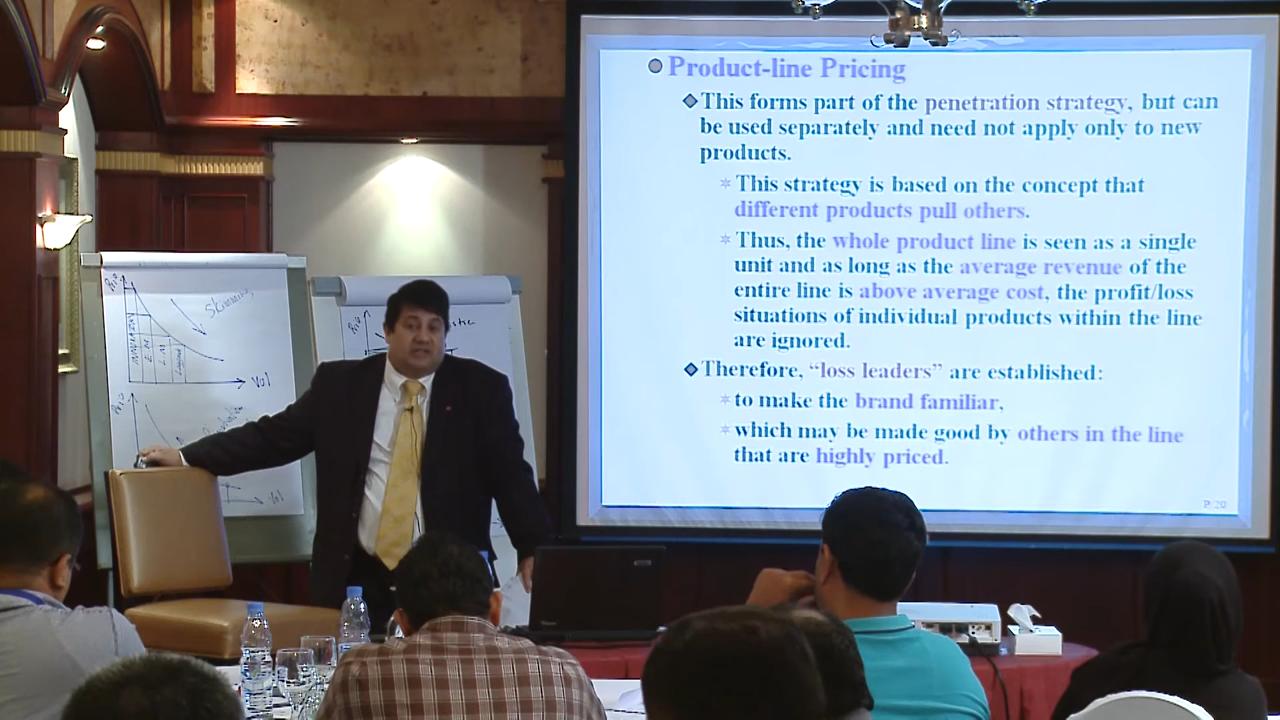 Product-line Pricing
This forms part of the penetration strategy, but can
be used separately and need not apply only to new
products.
This strategy is based on the concept that
different products pull others.
Thus, the whole product line is seen as a single
unit and as long as the average revenue of the
entire line is above average cost, the profit/loss
situations of individual products within the line
are ignored.
Therefore, “loss leaders” are established:
to make the brand familiar,
which may be made good by others in the line
that are highly priced.
P/20
Vol
Vol